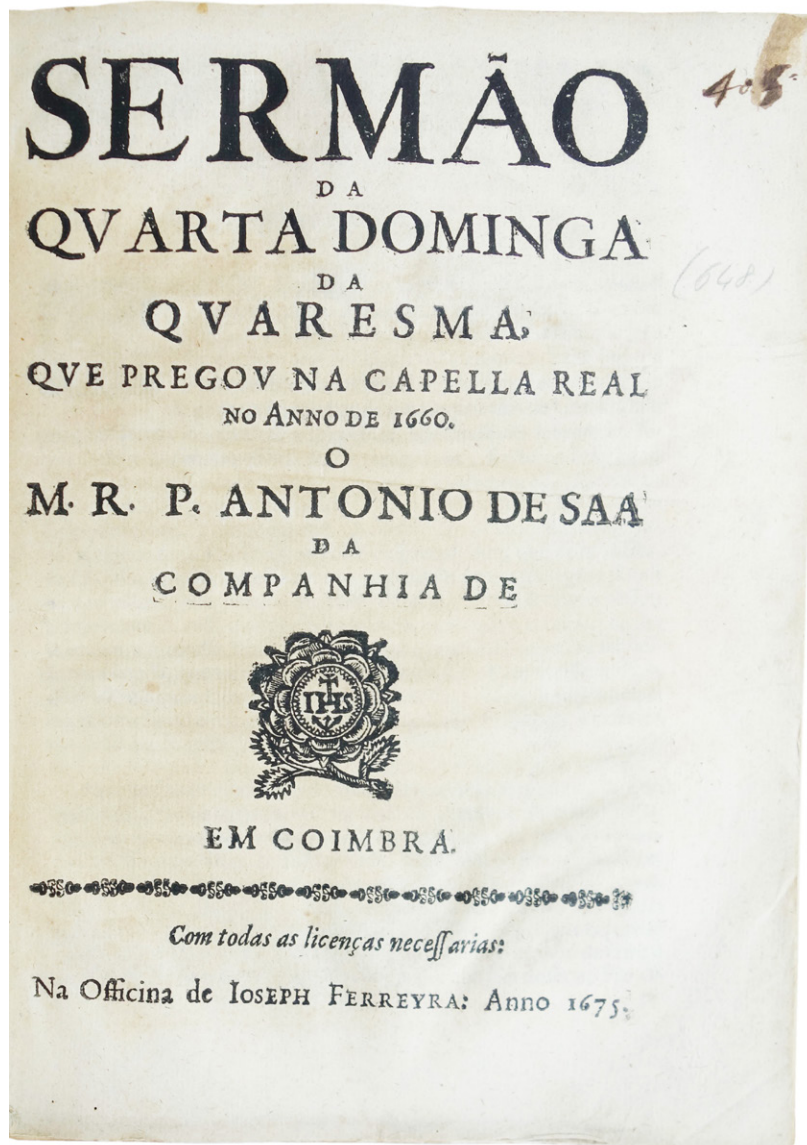 SERMÃO
DA
QVARTA DOMINGA
DA
QVARESMA,
QVE PREGOV NA CAPELLA REAL
NO ANNO DE 1660.
O
M. R. P. ANTONIO DE SAA
DA
COMPANHIA DE
IHS
EM COIMBRA.
Com todas as licenças neceſſarias:
Na Officina de IOSEPH FERREYRA: Anno 1675.
(648)